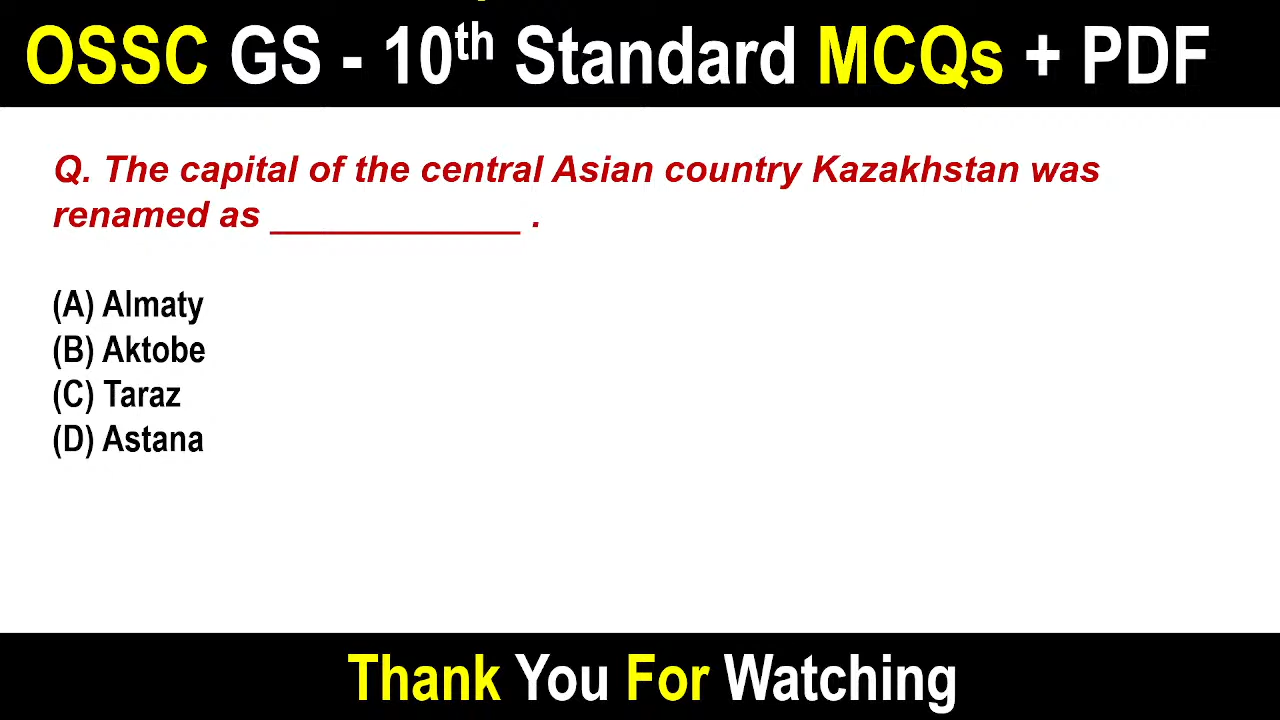 OSSC GS - 10th Standard MCQs + PDF
Q. The capital of the central Asian country Kazakhstan was
renamed as ____________ .
(A) Almaty
(B) Aktobe
(C) Taraz
(D) Astana
Thank You For Watching